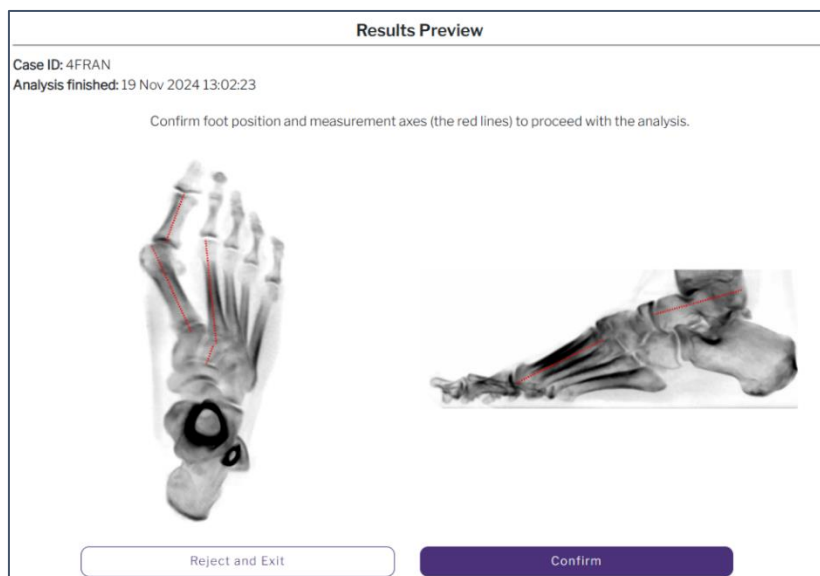 Results Preview
Case ID: 4FRAN
Analysis finished: 19 Nov 2024 13:02:23
Confirm foot position and measurement axes (the red lines) to proceed with the analysis.
Reject and Exit
Confirm